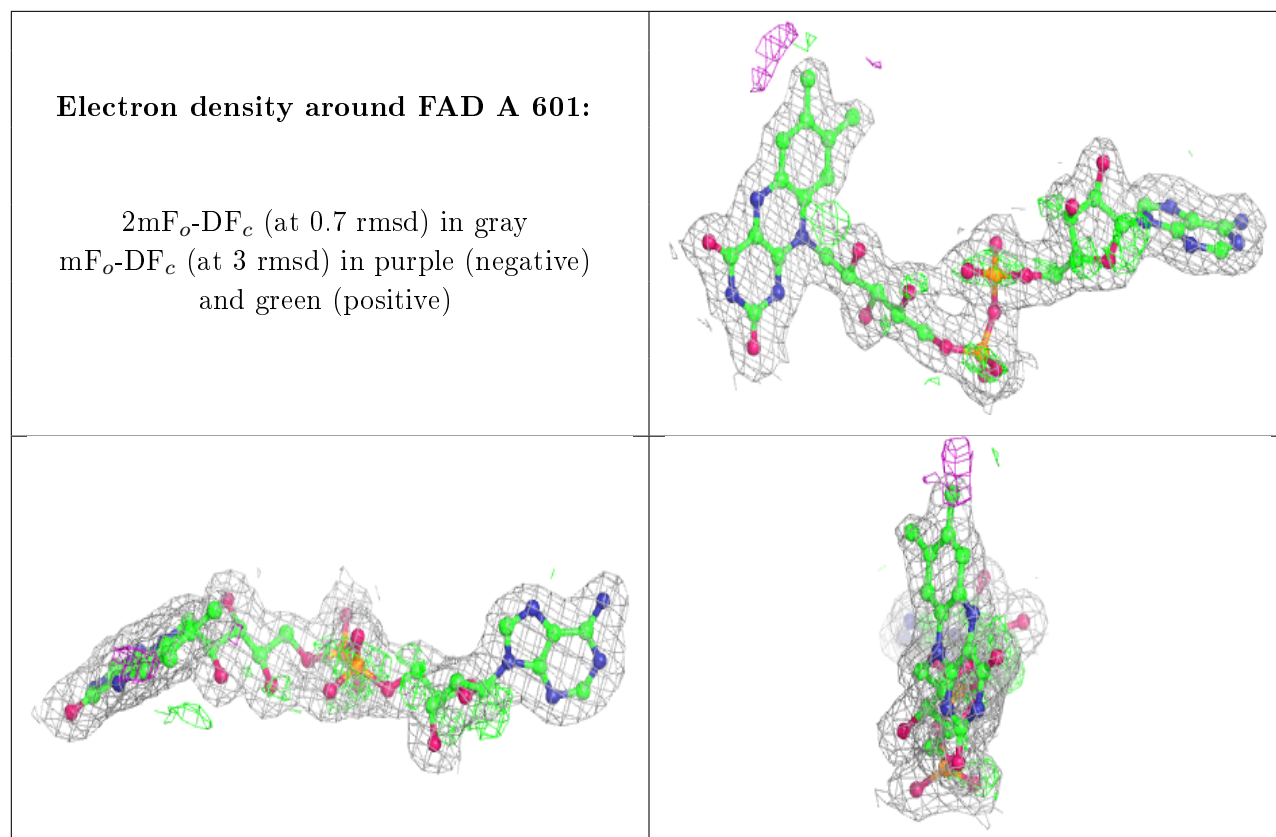 Electron density around FAD A 601:
2mFo-DFc (at 0.7 rmsd) in gray
mFo-DFc (at 3 rmsd) in purple (negative)
and green (positive)